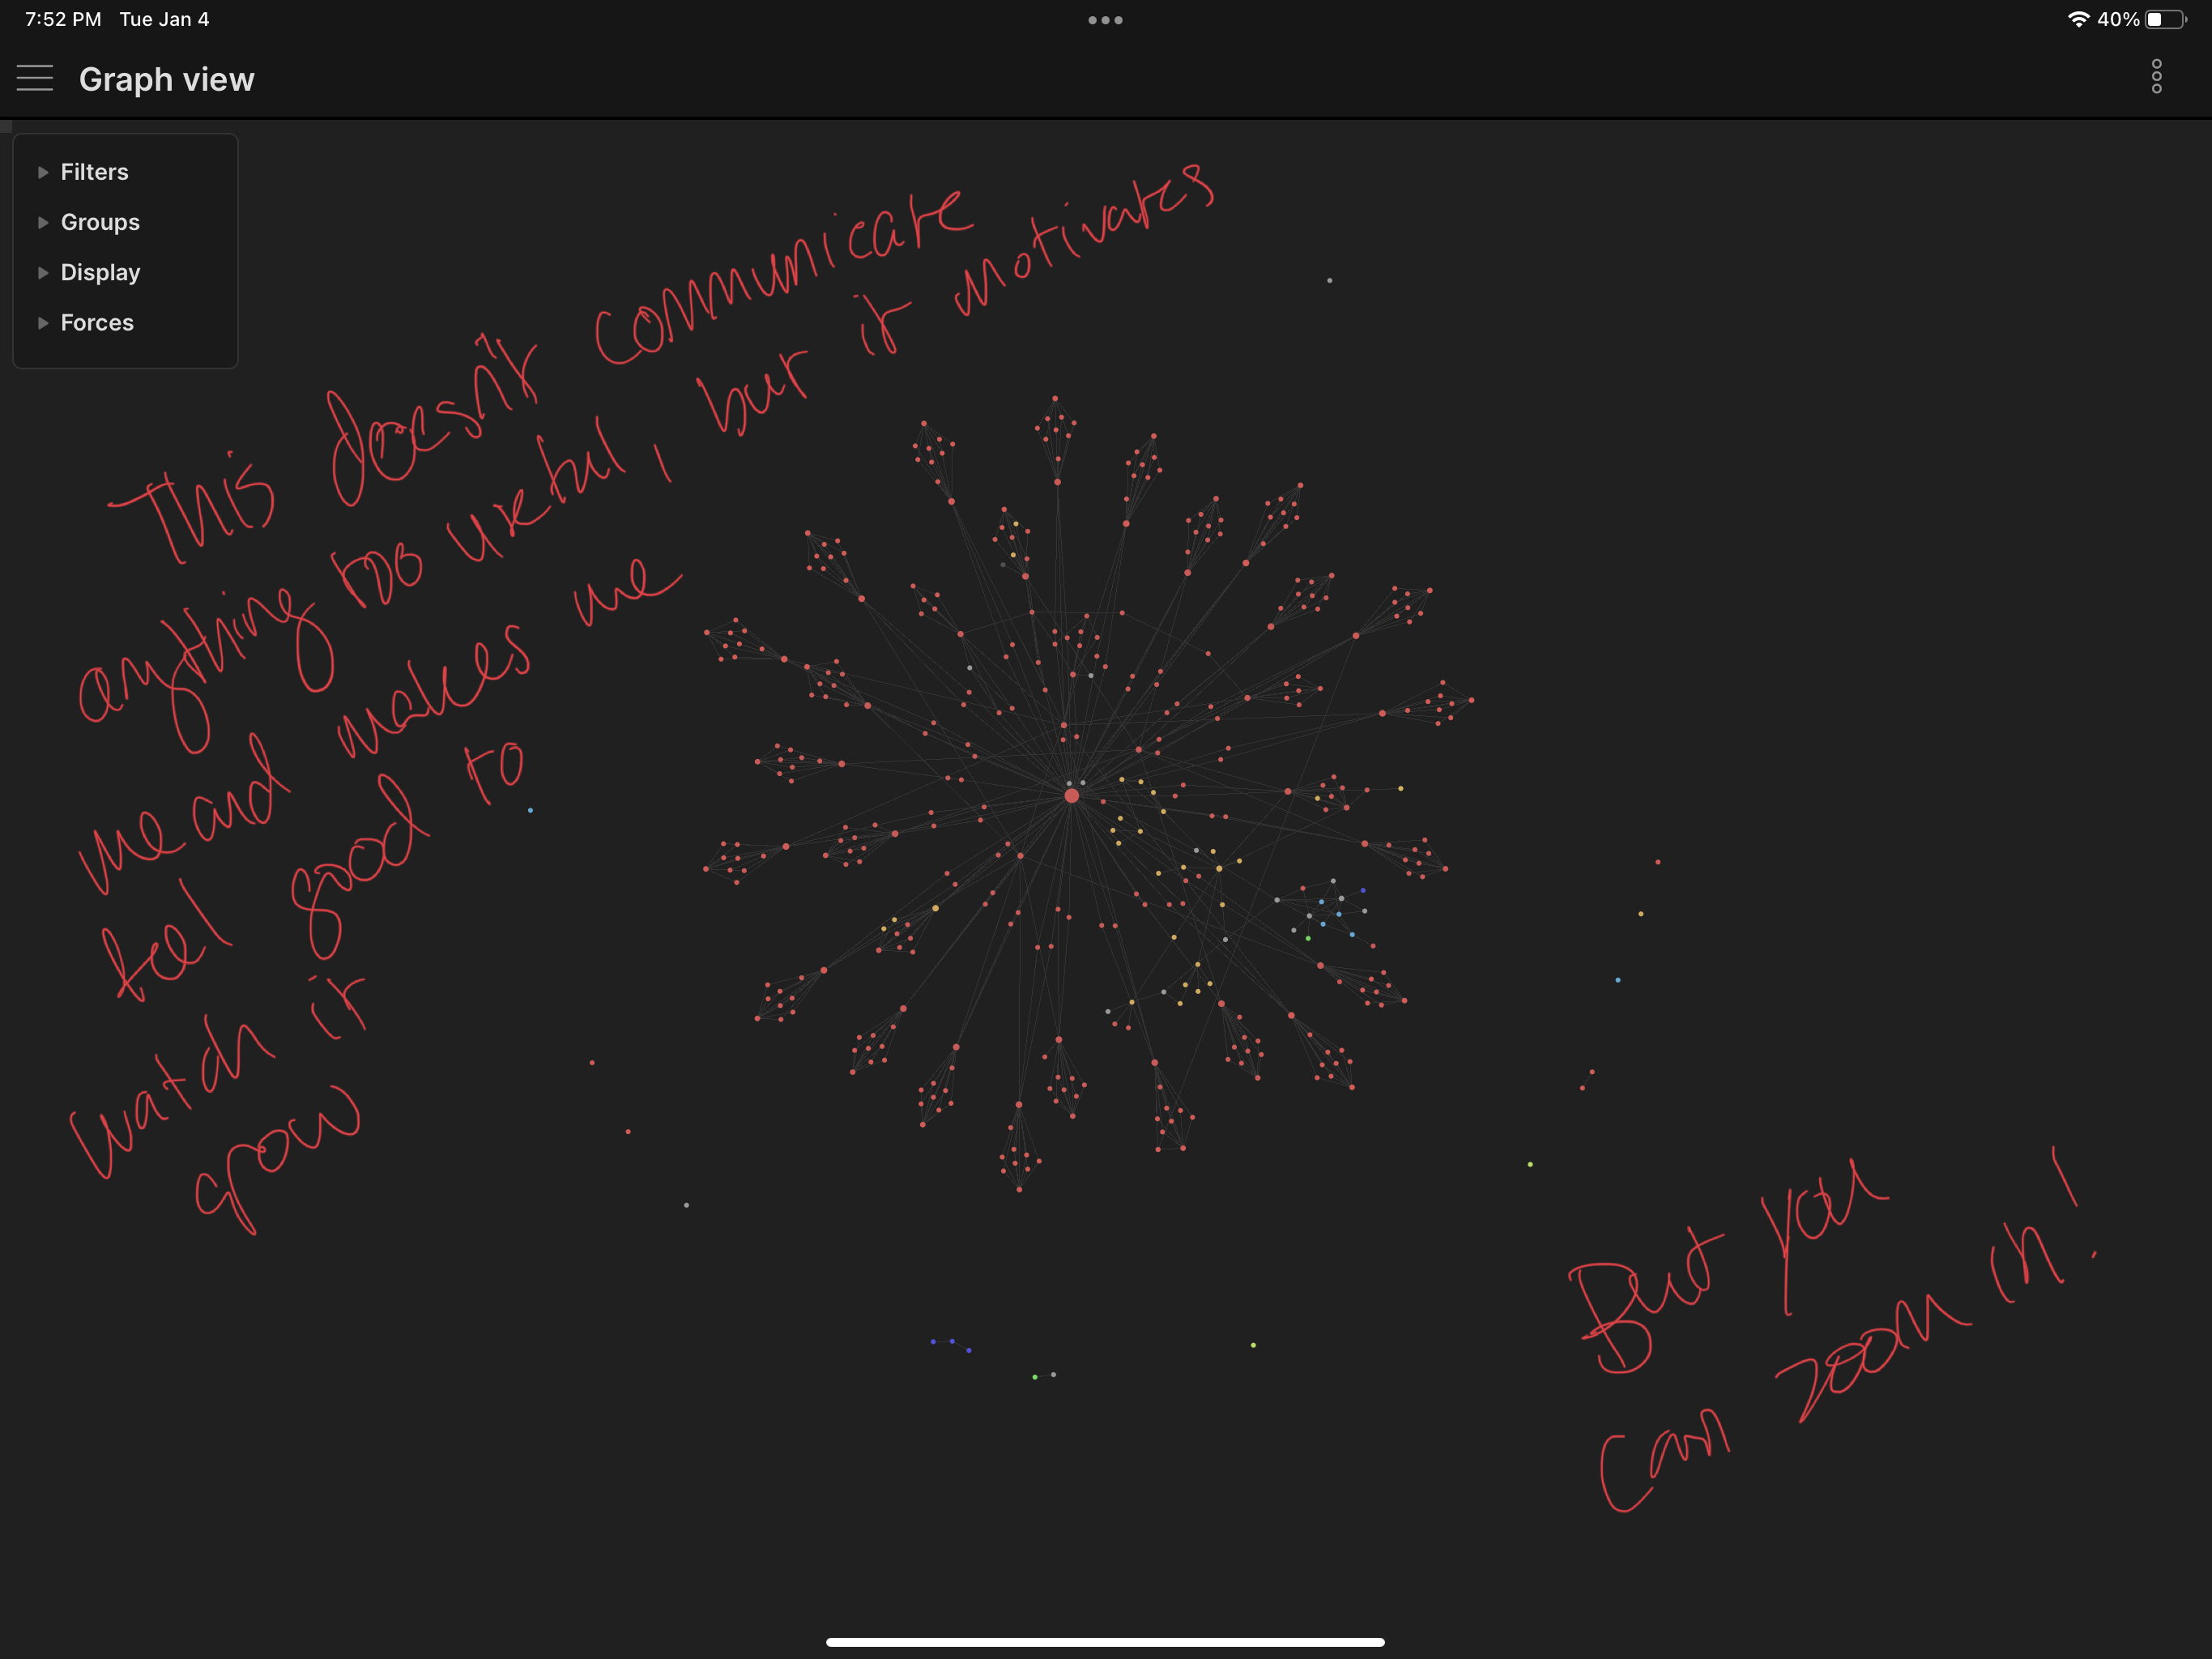 7:52 PM Tue Jan 4
40%
Graph view
Filters
Groups
Display
Forces
This doesn't communicate
anything too useful, but it motivates
me and makes me
feel good to
watch it
grow
But you
can zoom in!